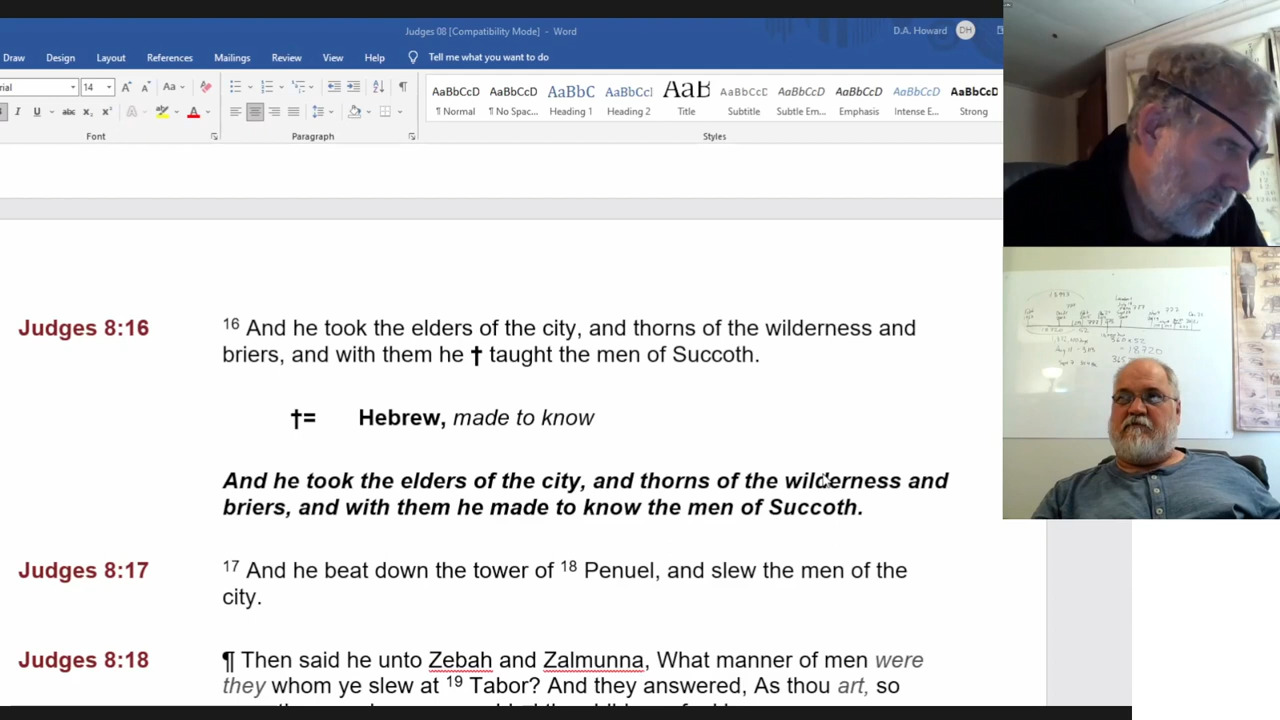 Judges 08 [Compatibility Mode] - Word
D.A. Howard
DH
Draw Design Layout References Mailings Review View Help Tell me what you want to do
14
Aa
AaBbCcD AaBbCcD AaBbC AaBbCcI AaB AaBbCcD AaBbCcD AaBbCcD AaBbCcD AaBbCcD
¶ Normal ¶ No Spac... Heading 1 Heading 2 Title Subtitle Subtle Em... Emphasis Intense E... Strong
Font Paragraph Styles
Judges 8:16
16 And he took the elders of the city, and thorns of the wilderness and
briers, and with them he † taught the men of Succoth.
†= Hebrew, made to know
And he took the elders of the city, and thorns of the wilderness and
briers, and with them he made to know the men of Succoth.
Judges 8:17
17 And he beat down the tower of 18 Penuel, and slew the men of the
city.
Judges 8:18
¶ Then said he unto Zebah and Zalmunna, What manner of men were
they whom ye slew at 19 Tabor? And they answered, As thou art, so